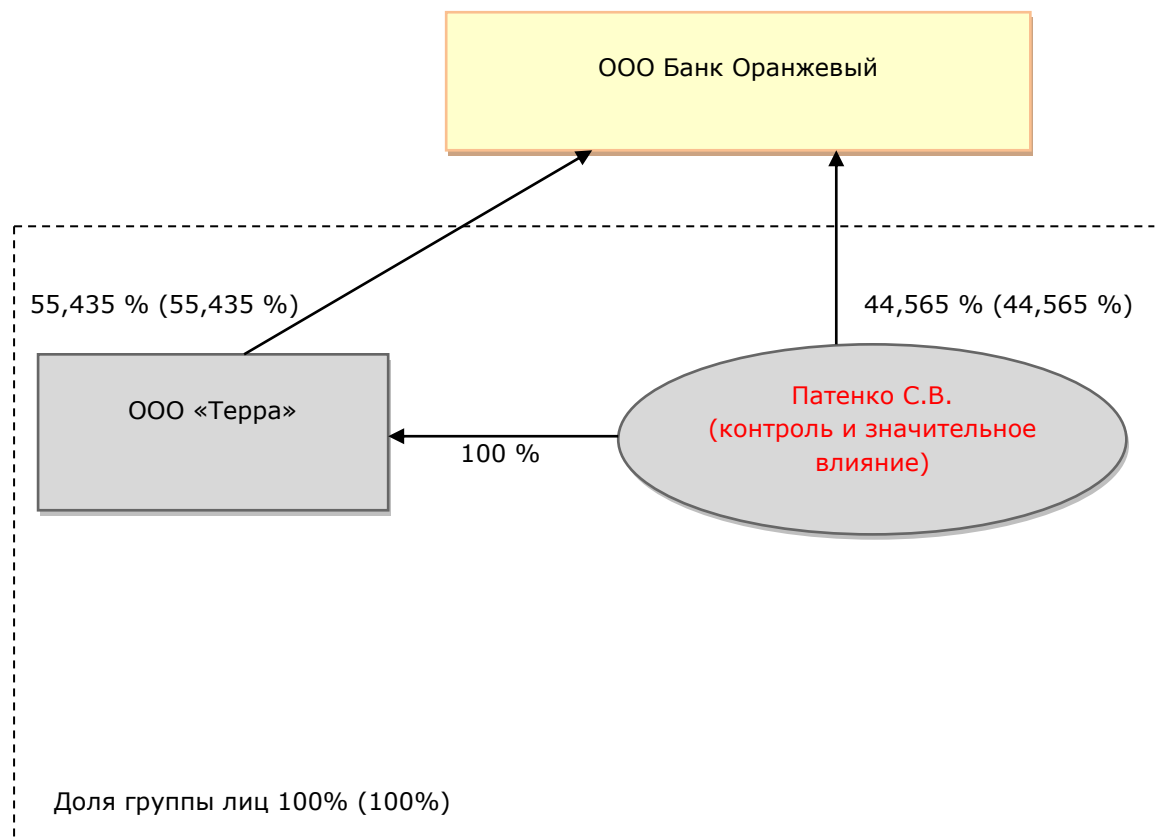 ООО Банк Оранжевый
55,435 % (55,435 %)
44,565 % (44,565 %)
ООО «Терра»
100 %
Патенко С.В.
(контроль и значительное
влияние)
Доля группы лиц 100% (100%)